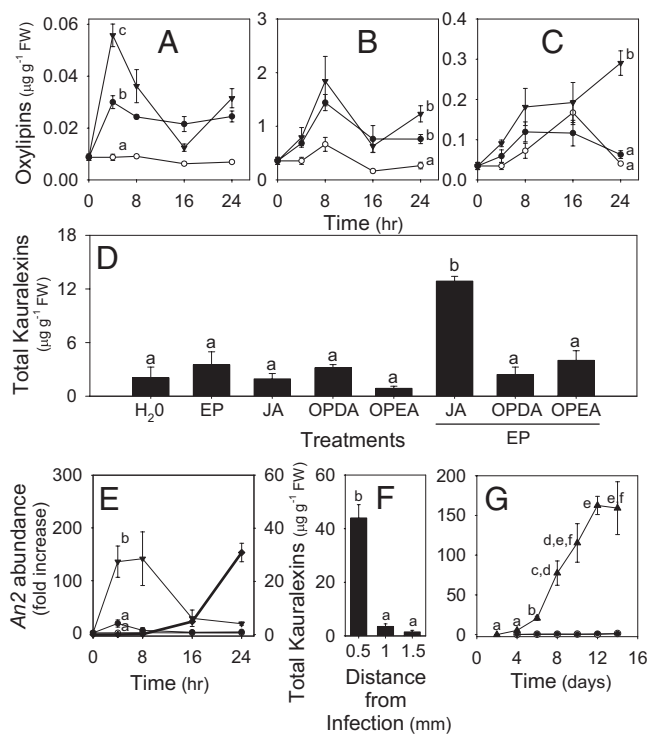 A
B
C
Oxylipins (µg g⁻¹ FW)
0.06
0.04
0.02
0.00
3
2
1
0
0.4
0.3
0.2
0.1
0.0
c
b
a
b
b
a
b
a
a
0 8 16 24
0 8 16 24
0 8 16 24
Time (hr)
D
Total Kauralexins (µg g⁻¹ FW)
18
12
6
0
a a a a a b a a
H₂0 EP JA OPDA OPEA JA OPDA OPEA
Treatments
EP
E
An2 abundance
(fold increase)
300
200
100
0
b
a
a
60
40
20
0
0 8 16 24
Time (hr)
Total Kauralexins (µg g⁻¹ FW)
F
60
40
20
0
b
a a
0.5 1 1.5
Distance
from
Infection (mm)
G
200
150
100
50
0
a a b c,d d,e,f e e,f
0 4 8 12 16
Time (days)